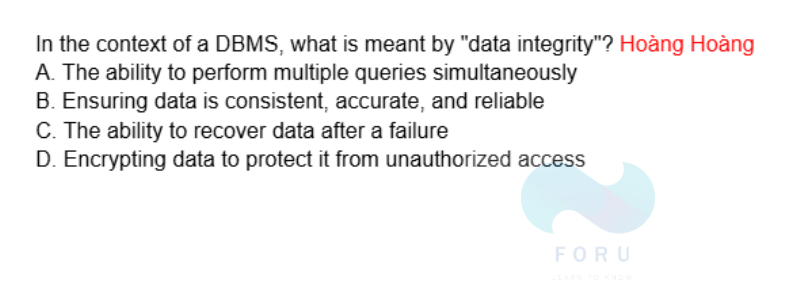 In the context of a DBMS, what is meant by "data integrity"? Hoàng Hoàng
A. The ability to perform multiple queries simultaneously
B. Ensuring data is consistent, accurate, and reliable
C. The ability to recover data after a failure
D. Encrypting data to protect it from unauthorized access
FORU